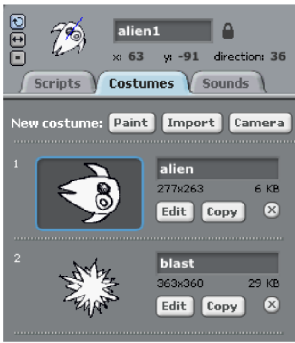 alien1
x: 63 y: -91 direction: 36
Scripts Costumes Sounds
New costume: Paint Import Camera
1 alien
277x263 6 KB
Edit Copy
2 blast
363x360 29 KB
Edit Copy